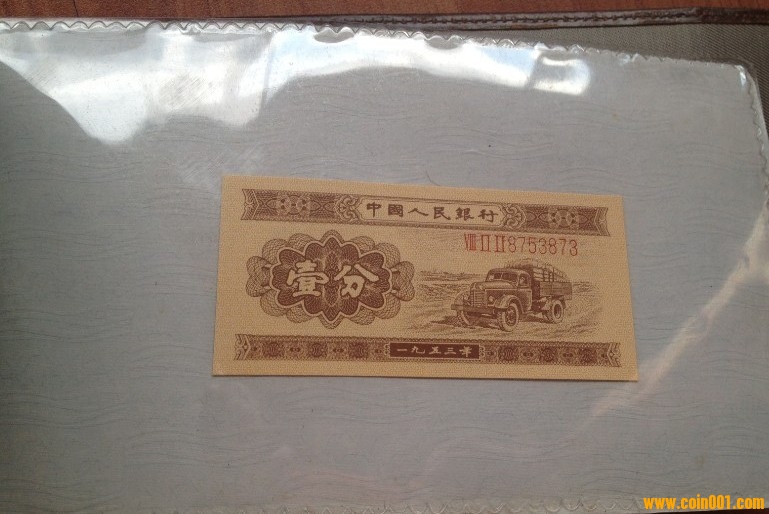 中國人民銀行
VIII II II 8753873
壹分
一九五三年
www.coin001.com